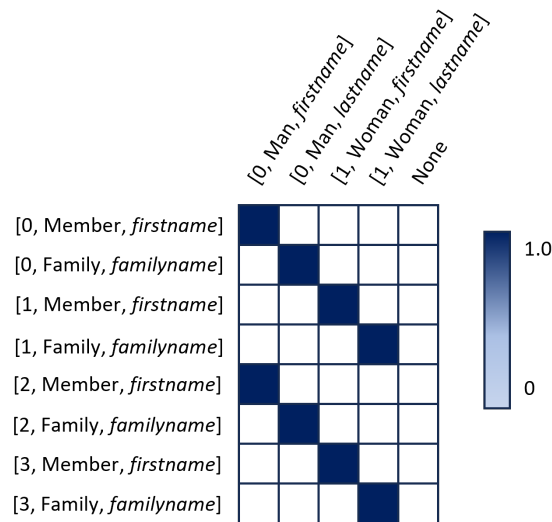 [0, Man, firstname]
[0, Man, lastname]
[1, Woman, firstname]
[1, Woman, lastname]
None
[0, Member, firstname]
[0, Family, familyname]
[1, Member, firstname]
[1, Family, familyname]
[2, Member, firstname]
[2, Family, familyname]
[3, Member, firstname]
[3, Family, familyname]
1.0
0